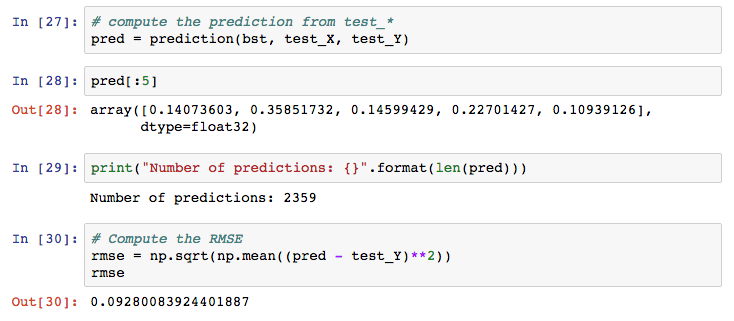 In [27]: # compute the prediction from test_*
pred = prediction(bst, test_X, test_Y)
In [28]: pred[:5]
Out[28]: array([0.14073603, 0.35851732, 0.14599429, 0.22701427, 0.10939126],
dtype=float32)
In [29]: print("Number of predictions: {}".format(len(pred)))
Number of predictions: 2359
In [30]: # Compute the RMSE
rmse = np.sqrt(np.mean((pred - test_Y)**2))
rmse
Out[30]: 0.09280083924401887